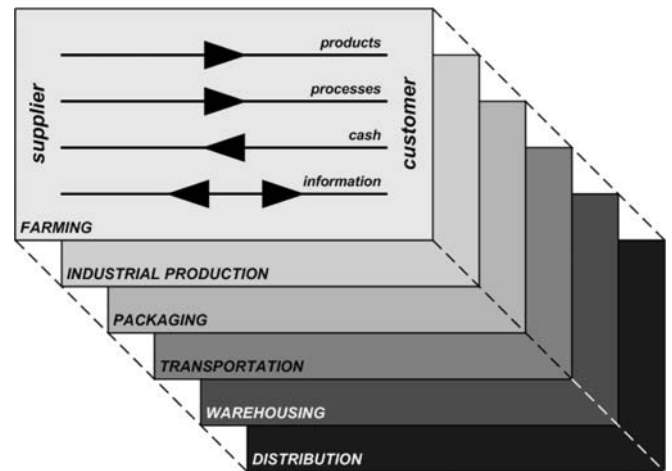 products
processes
cash
information
supplier
customer
FARMING
INDUSTRIAL PRODUCTION
PACKAGING
TRANSPORTATION
WAREHOUSING
DISTRIBUTION